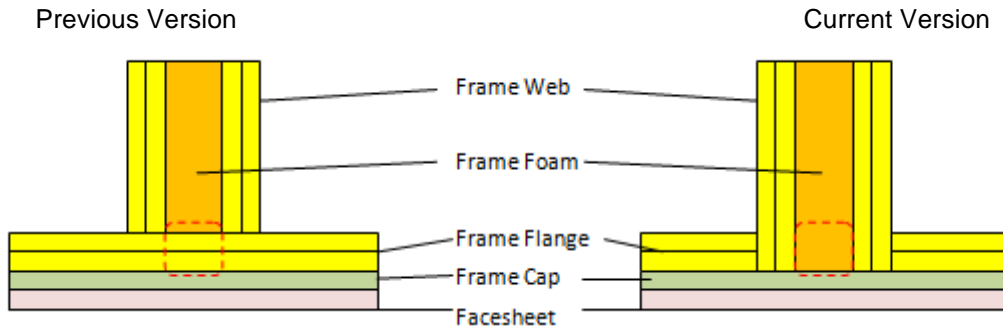 Previous Version
Current Version
Frame Web
Frame Foam
Frame Flange
Frame Cap
Facesheet